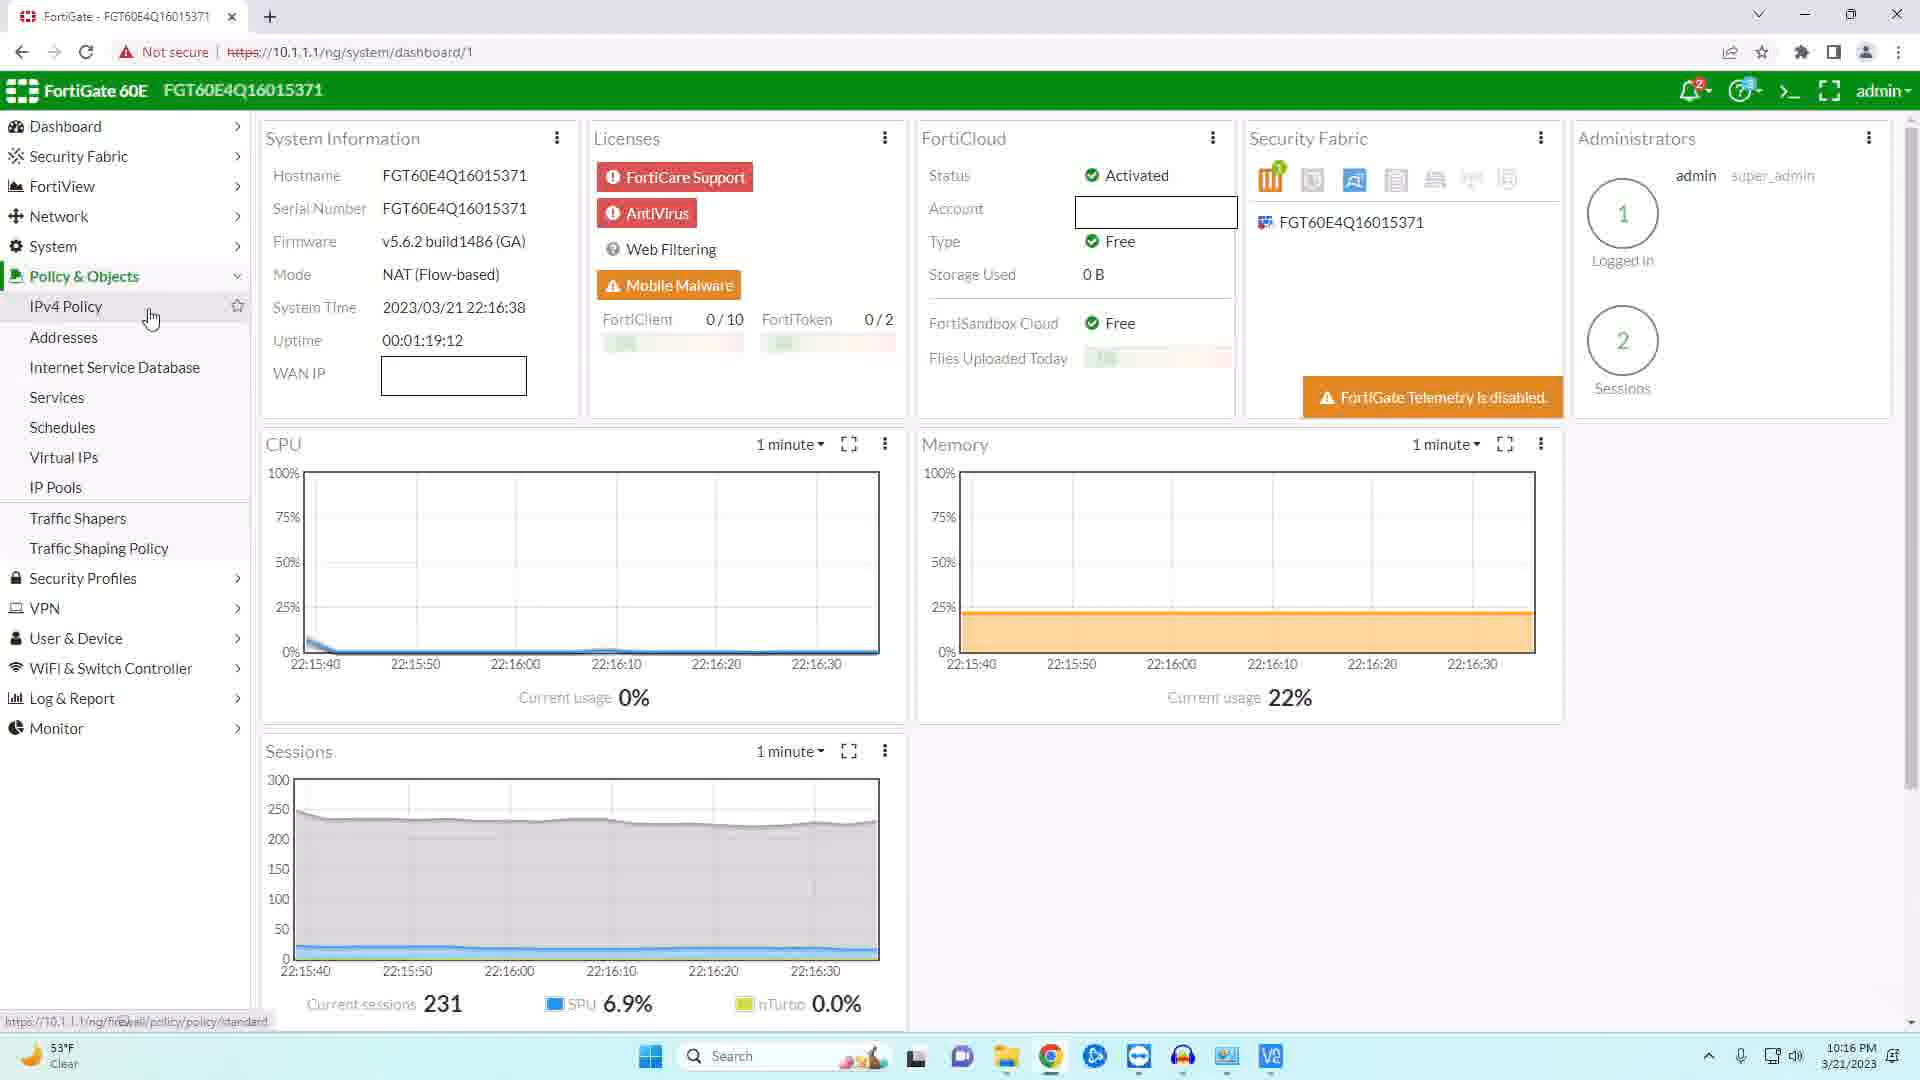 FortiGate - FGT60E4Q16015371
Not secure | https://10.1.1.1/ng/system/dashboard/1
FortiGate 60E FGT60E4Q16015371
2
admin
Dashboard
Security Fabric
FortiView
Network
System
Policy & Objects
IPv4 Policy
Addresses
Internet Service Database
Services
Schedules
Virtual IPs
IP Pools
Traffic Shapers
Traffic Shaping Policy
Security Profiles
VPN
User & Device
WiFi & Switch Controller
Log & Report
Monitor
System Information
Hostname FGT60E4Q16015371
Serial Number FGT60E4Q16015371
Firmware v5.6.2 build1486 (GA)
Mode NAT (Flow-based)
System Time 2023/03/21 22:16:38
Uptime 00:01:19:12
WAN IP
Licenses
FortiCare Support
AntiVirus
Web Filtering
Mobile Malware
FortiClient 0 / 10 FortiToken 0 / 2
FortiCloud
Status Activated
Account
Type Free
Storage Used 0 B
FortiSandbox Cloud Free
Files Uploaded Today
Security Fabric
FGT60E4Q16015371
FortiGate Telemetry is disabled.
Administrators
1
Logged in
2
Sessions
admin super_admin
CPU 1 minute
100%
75%
50%
25%
0%
22:15:40 22:15:50 22:16:00 22:16:10 22:16:20 22:16:30
Current usage 0%
Memory 1 minute
100%
75%
50%
25%
0%
22:15:40 22:15:50 22:16:00 22:16:10 22:16:20 22:16:30
Current usage 22%
Sessions 1 minute
300
250
200
150
100
50
0
22:15:40 22:15:50 22:16:00 22:16:10 22:16:20 22:16:30
Current sessions 231 SPU 6.9% nTurbo 0.0%
https://10.1.1.1/ng/firewall/policy/policy/standard
53°F
Clear
Search
10:16 PM
3/21/2023